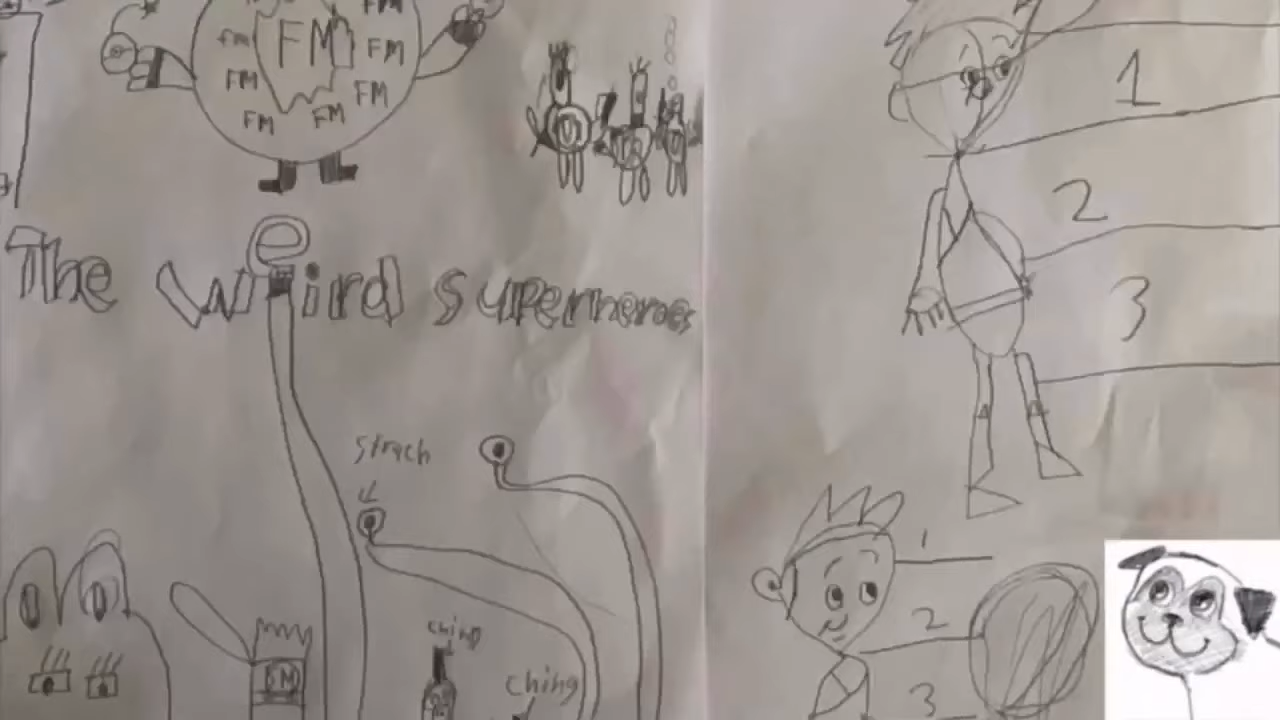 FM
fm FM FM
FM FM
FM FM
The Weird Superheroes
Strach
ching
Ching
1
2
3
1
2
3